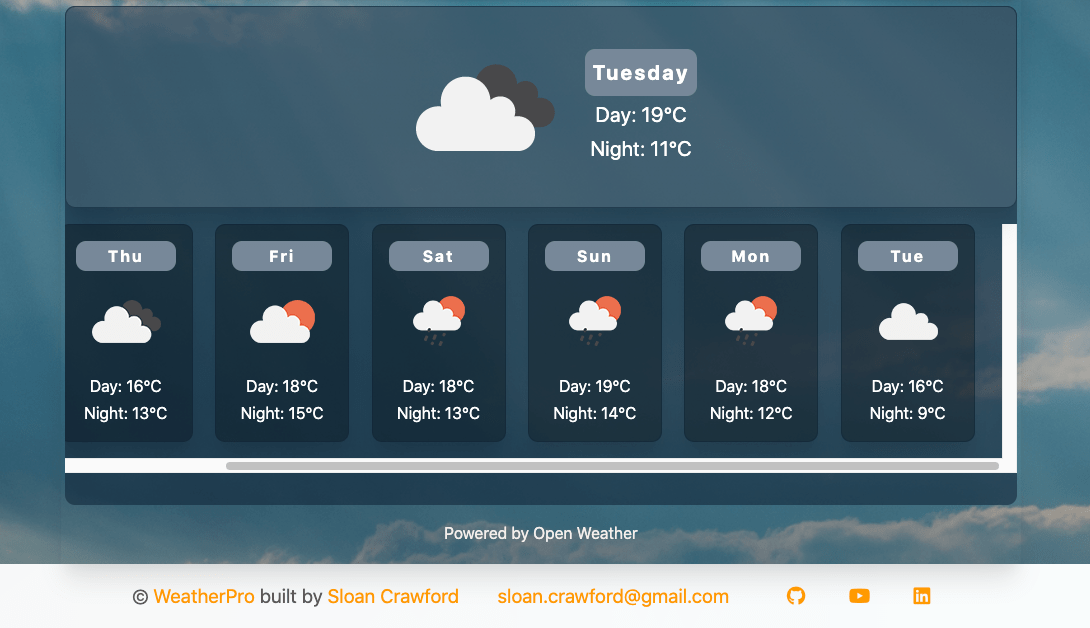 Tuesday
Day: 19°C
Night: 11°C
Thu
Day: 16°C
Night: 13°C
Fri
Day: 18°C
Night: 15°C
Sat
Day: 18°C
Night: 13°C
Sun
Day: 19°C
Night: 14°C
Mon
Day: 18°C
Night: 12°C
Tue
Day: 16°C
Night: 9°C
Powered by Open Weather
© WeatherPro built by Sloan Crawford sloan.crawford@gmail.com